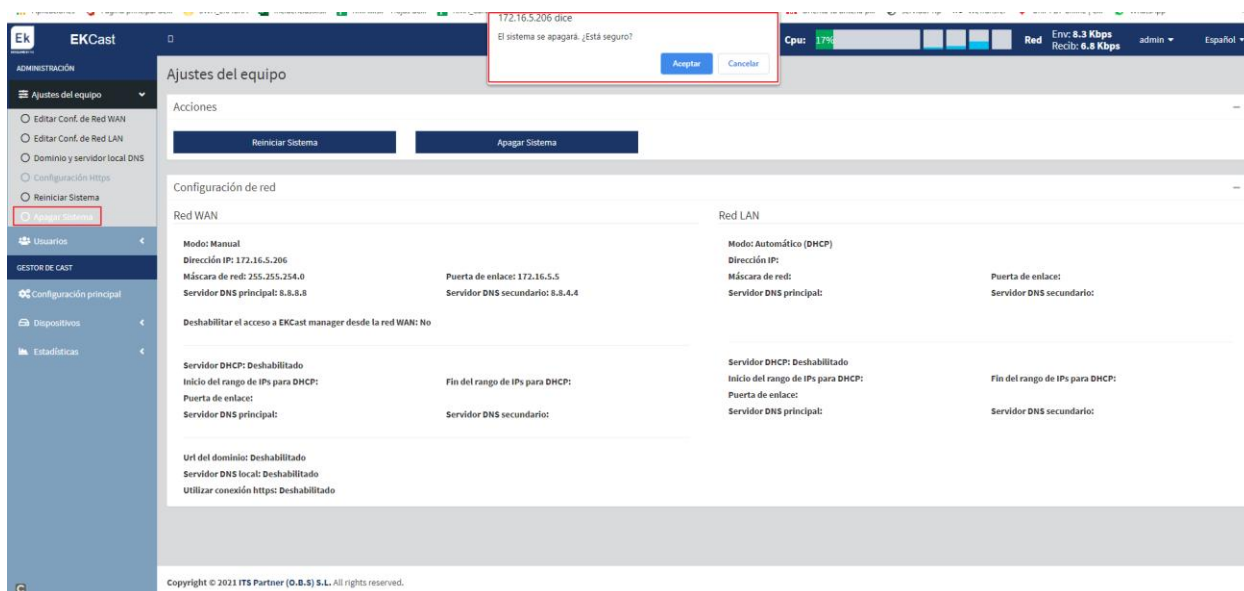 172.16.5.206 dice
El sistema se apagará. ¿Está seguro?
Aceptar Cancelar
Ek EKCast
Cpu: 17%
Red Env: 8.3 Kbps
Recib: 6.8 Kbps
admin
Español
ADMINISTRACIÓN
Ajustes del equipo
Editar Conf. de Red WAN
Editar Conf. de Red LAN
Dominio y servidor local DNS
Configuración Https
Reiniciar Sistema
Apagar Sistema
Usuarios
GESTOR DE CAST
Configuración principal
Dispositivos
Estadísticas
Ajustes del equipo
Acciones
Reiniciar Sistema Apagar Sistema
Configuración de red
Red WAN
Modo: Manual
Dirección IP: 172.16.5.206
Máscara de red: 255.255.254.0 Puerta de enlace: 172.16.5.5
Servidor DNS principal: 8.8.8.8 Servidor DNS secundario: 8.8.4.4
Deshabilitar el acceso a EKCast manager desde la red WAN: No
Servidor DHCP: Deshabilitado
Inicio del rango de IPs para DHCP: Fin del rango de IPs para DHCP:
Puerta de enlace:
Servidor DNS principal: Servidor DNS secundario:
Url del dominio: Deshabilitado
Servidor DNS local: Deshabilitado
Utilizar conexión https: Deshabilitado
Red LAN
Modo: Automático (DHCP)
Dirección IP:
Máscara de red: Puerta de enlace:
Servidor DNS principal: Servidor DNS secundario:
Servidor DHCP: Deshabilitado
Inicio del rango de IPs para DHCP: Fin del rango de IPs para DHCP:
Puerta de enlace:
Servidor DNS principal: Servidor DNS secundario:
Copyright © 2021 ITS Partner (O.B.S) S.L. All rights reserved.